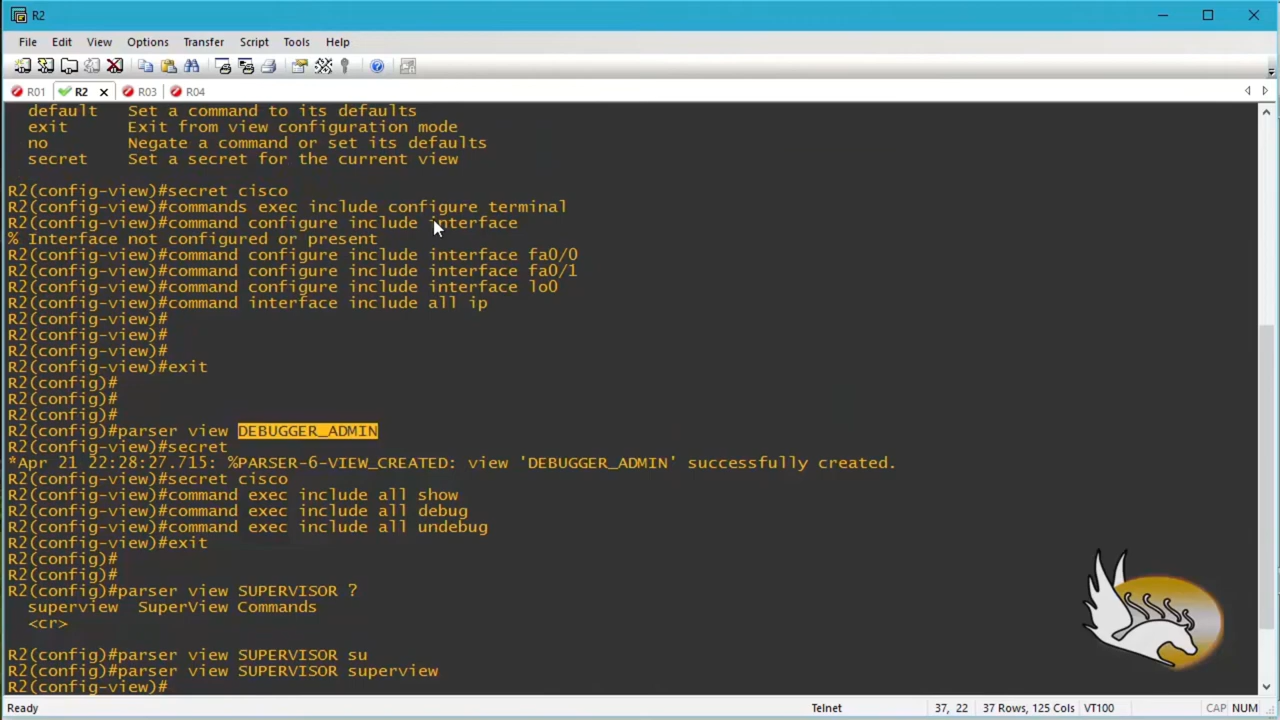 R2
File Edit View Options Transfer Script Tools Help
R01 R2 R03 R04
default Set a command to its defaults
exit Exit from view configuration mode
no Negate a command or set its defaults
secret Set a secret for the current view
R2(config-view)#secret cisco
R2(config-view)#commands exec include configure terminal
R2(config-view)#command configure include interface
% Interface not configured or present
R2(config-view)#command configure include interface fa0/0
R2(config-view)#command configure include interface fa0/1
R2(config-view)#command configure include interface lo0
R2(config-view)#command interface include all ip
R2(config-view)#
R2(config-view)#
R2(config-view)#
R2(config-view)#exit
R2(config)#
R2(config)#
R2(config)#
R2(config)#parser view DEBUGGER_ADMIN
R2(config-view)#secret
*Apr 21 22:28:27.715: %PARSER-6-VIEW_CREATED: view 'DEBUGGER_ADMIN' successfully created.
R2(config-view)#secret cisco
R2(config-view)#command exec include all show
R2(config-view)#command exec include all debug
R2(config-view)#command exec include all undebug
R2(config-view)#exit
R2(config)#
R2(config)#
R2(config)#parser view SUPERVISOR ?
superview SuperView Commands
<cr>
R2(config)#parser view SUPERVISOR su
R2(config)#parser view SUPERVISOR superview
R2(config-view)#
Ready Telnet 37, 22 37 Rows, 125 Cols VT100 CAP NUM